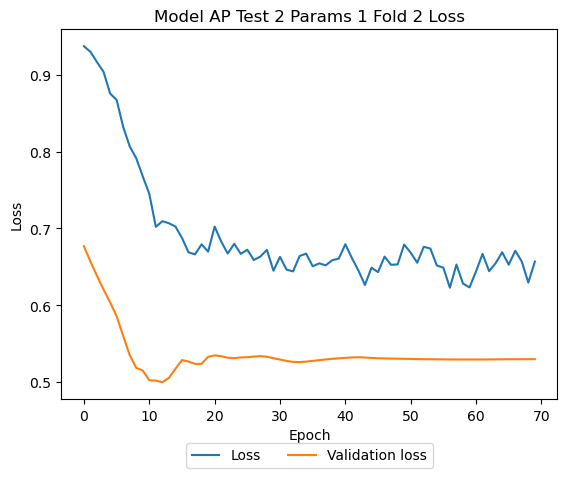 Model AP Test 2 Params 1 Fold 2 Loss
Loss
0.9
0.8
0.7
0.6
0.5
0 10 20 30 40 50 60 70
Epoch
Loss Validation loss